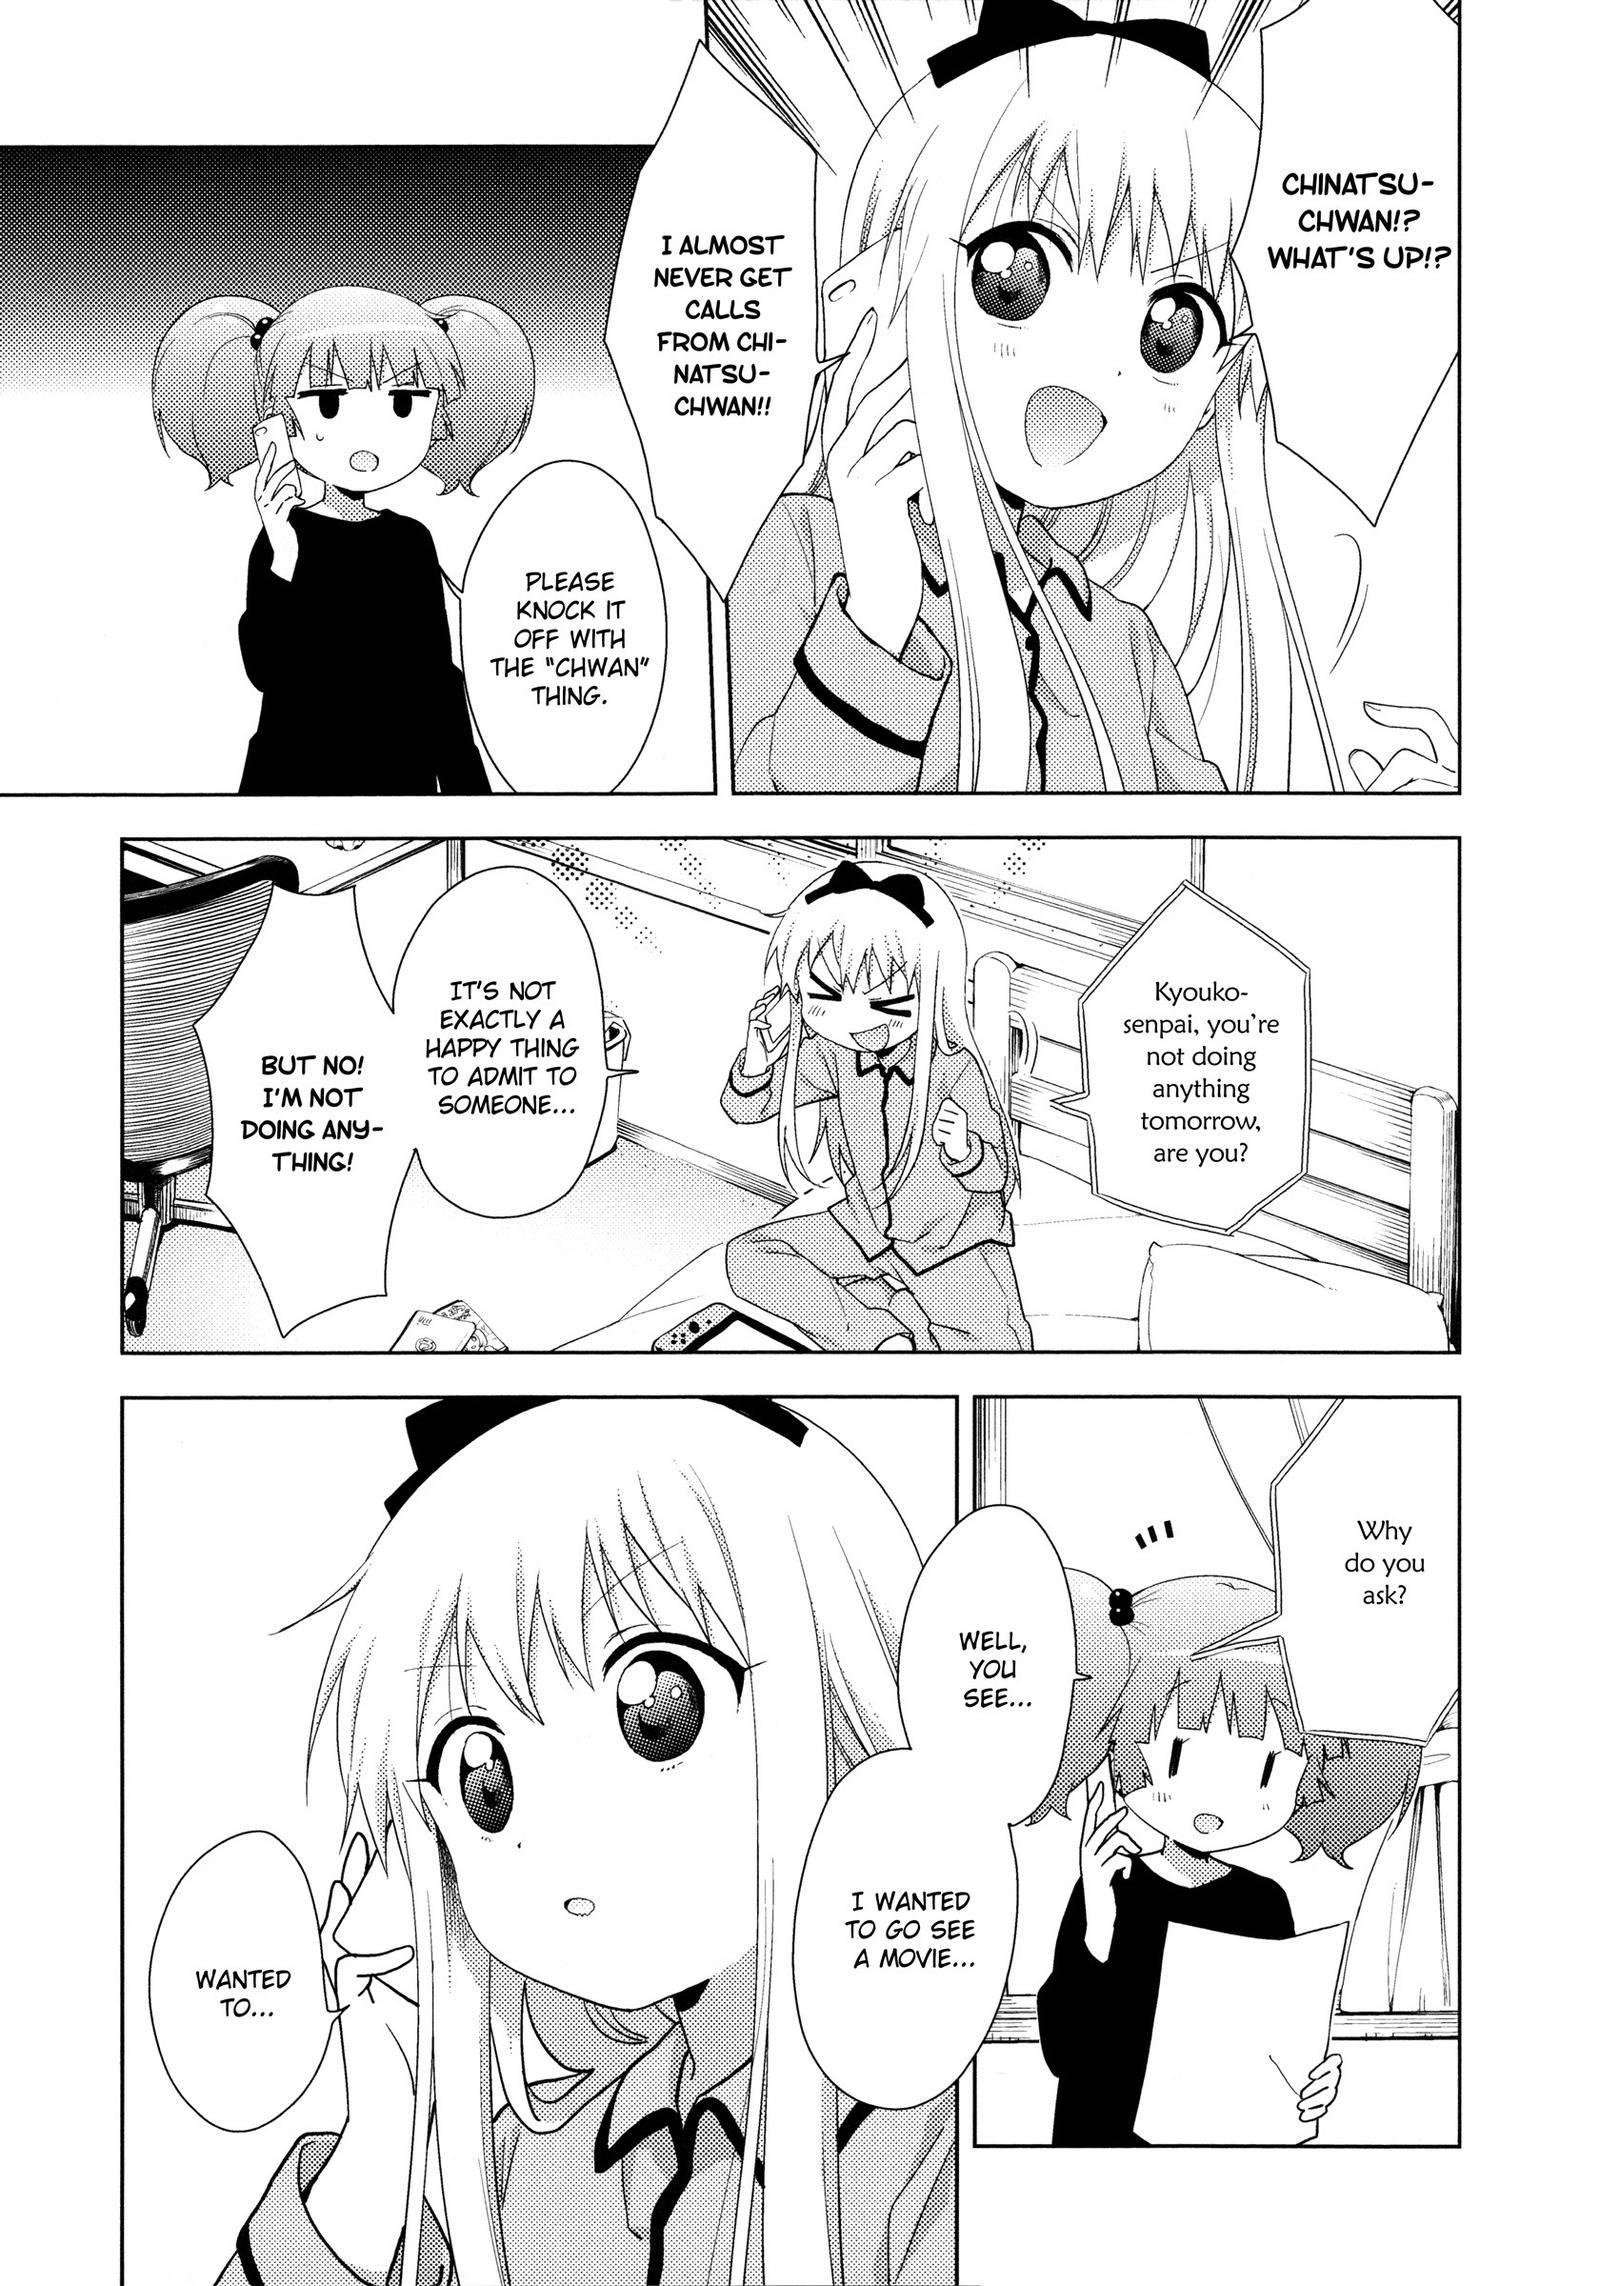 CHINATSU-
CHWAN!?
WHAT'S UP!?
I ALMOST
NEVER GET
CALLS
FROM CHI-
NATSU-
CHWAN!!
PLEASE
KNOCK IT
OFF WITH
THE "CHWAN"
THING.
Kyouko-
senpai, you're
not doing
anything
tomorrow,
are you?
IT'S NOT
EXACTLY A
HAPPY THING
TO ADMIT TO
SOMEONE...
BUT NO!
I'M NOT
DOING ANY-
THING!
Why
do you
ask?
WELL,
YOU
SEE...
I WANTED
TO GO SEE
A MOVIE...
WANTED
TO...